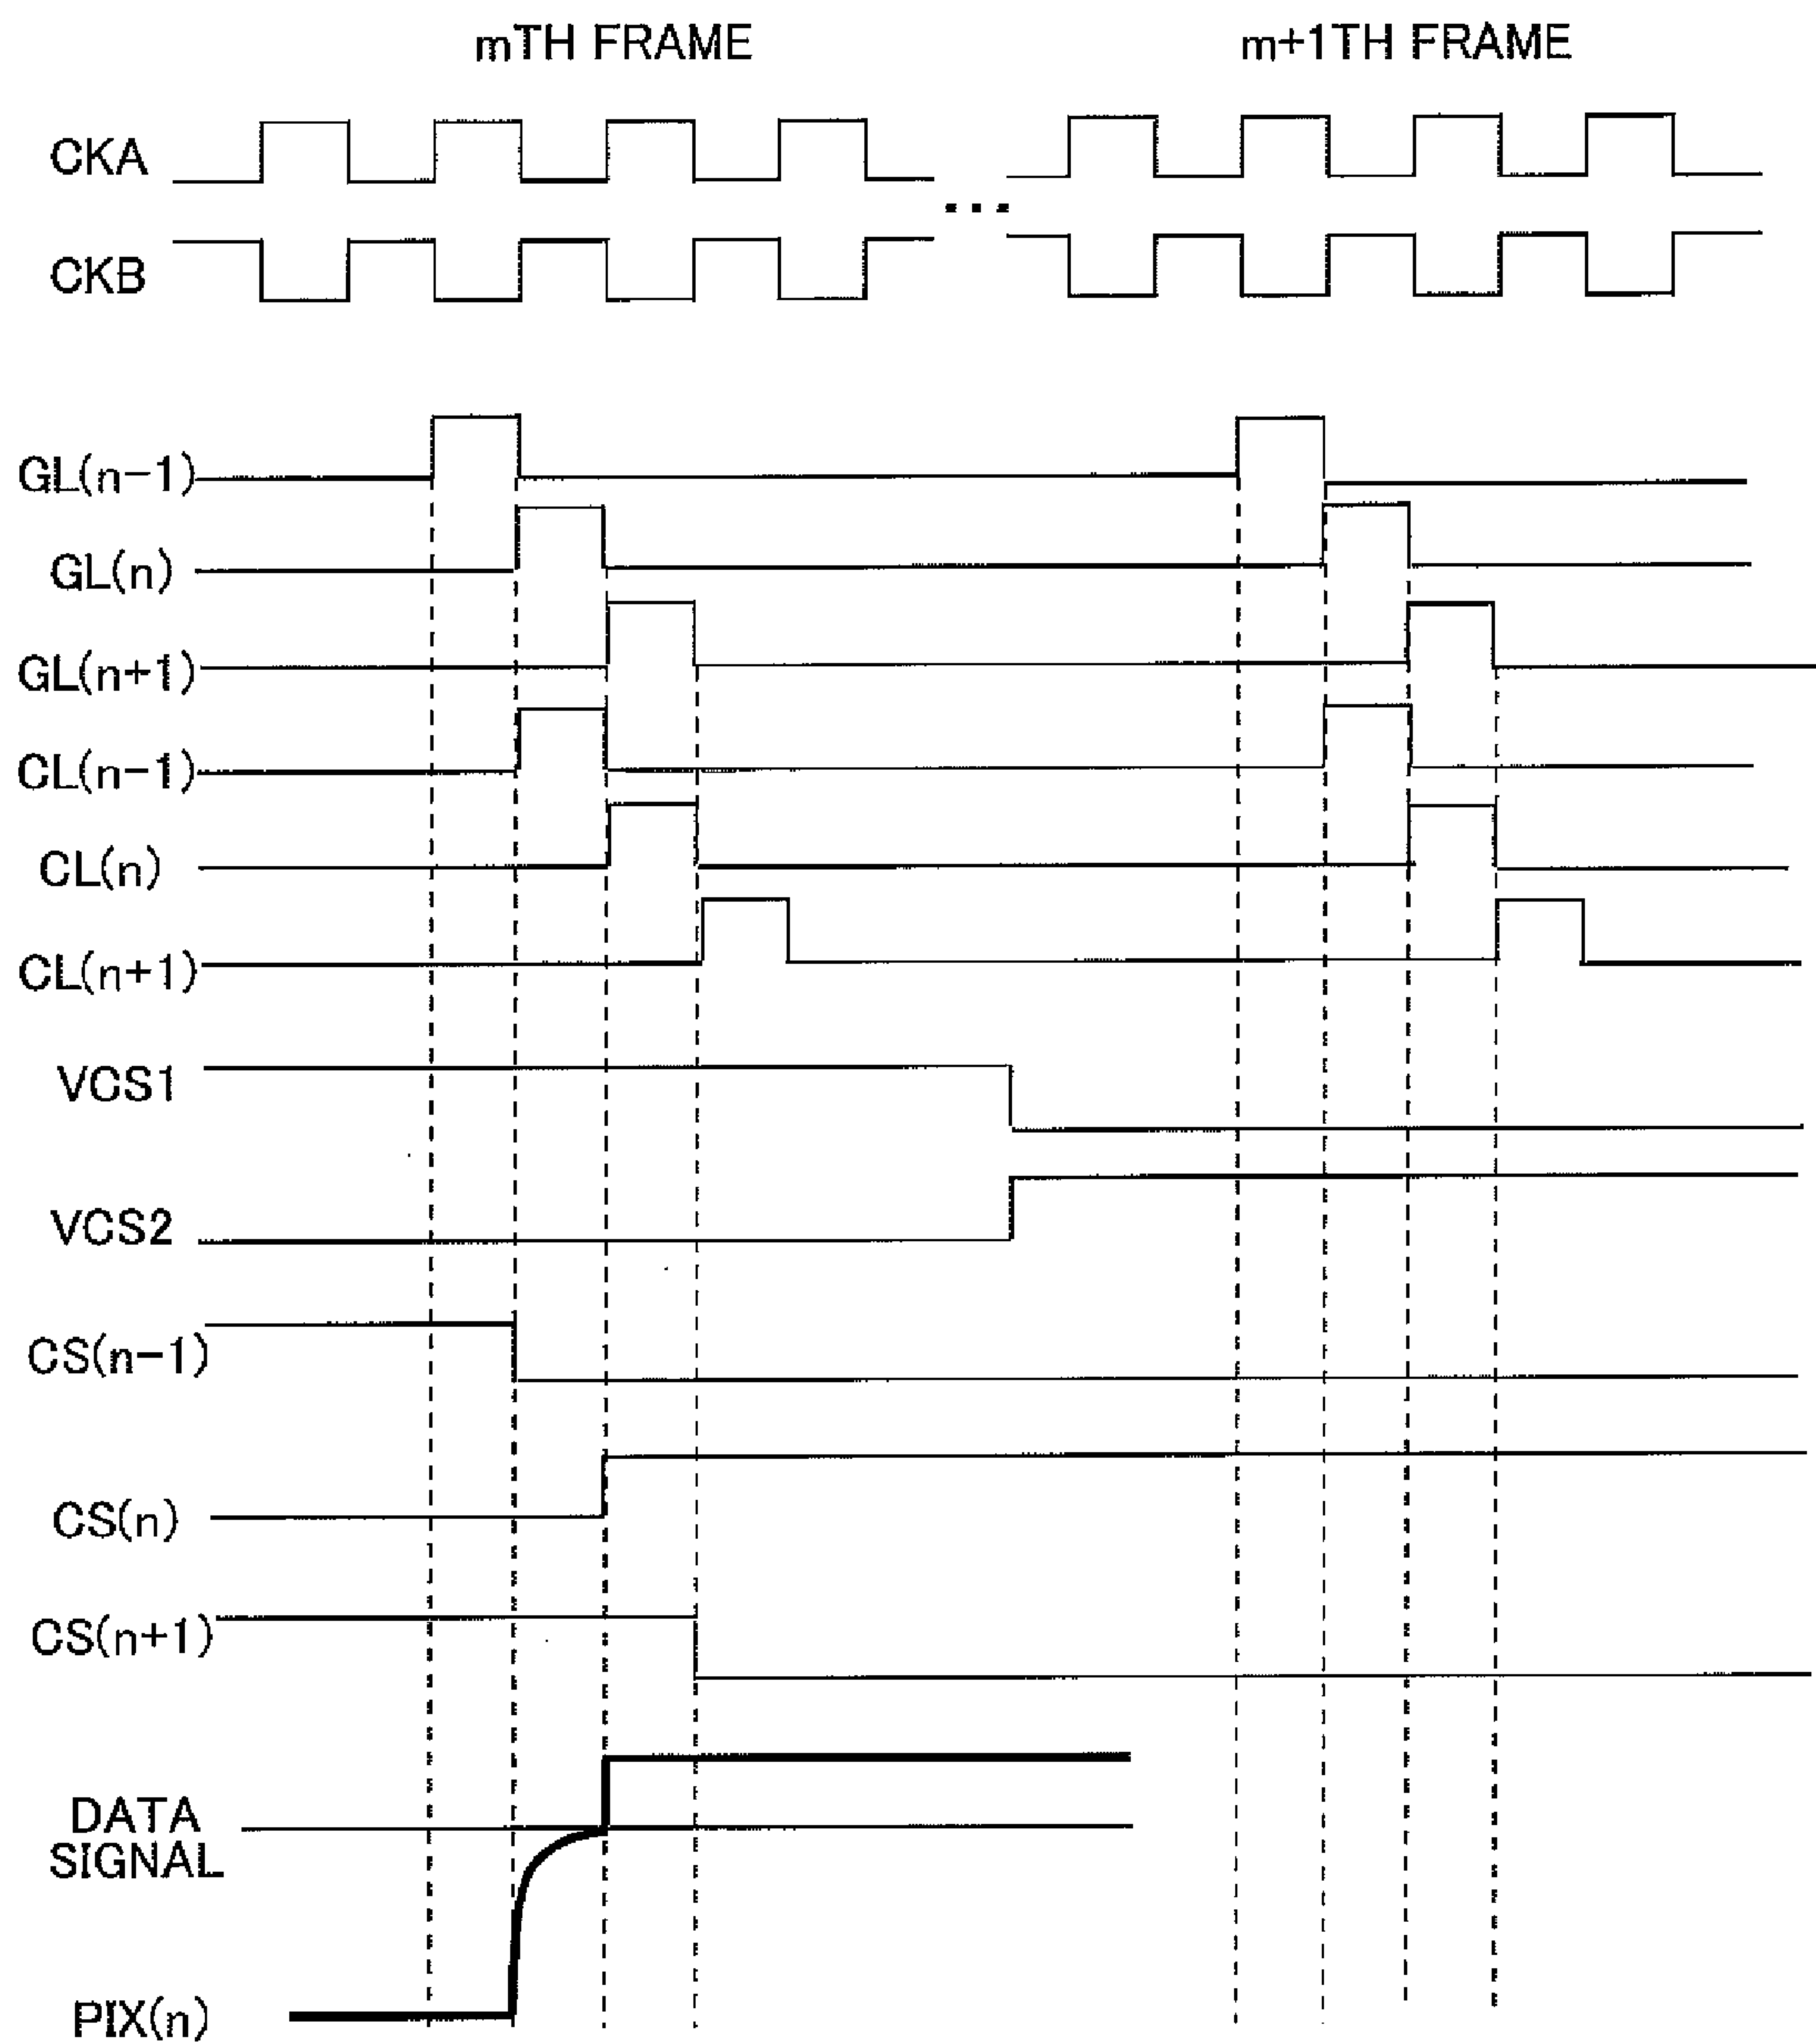 mTH FRAME
m+1TH FRAME
CKA
...
CKB
GL(n-1)
GL(n)
GL(n+1)
CL(n-1)
CL(n)
CL(n+1)
VCS1
VCS2
CS(n-1)
CS(n)
CS(n+1)
DATA
SIGNAL
PIX(n)